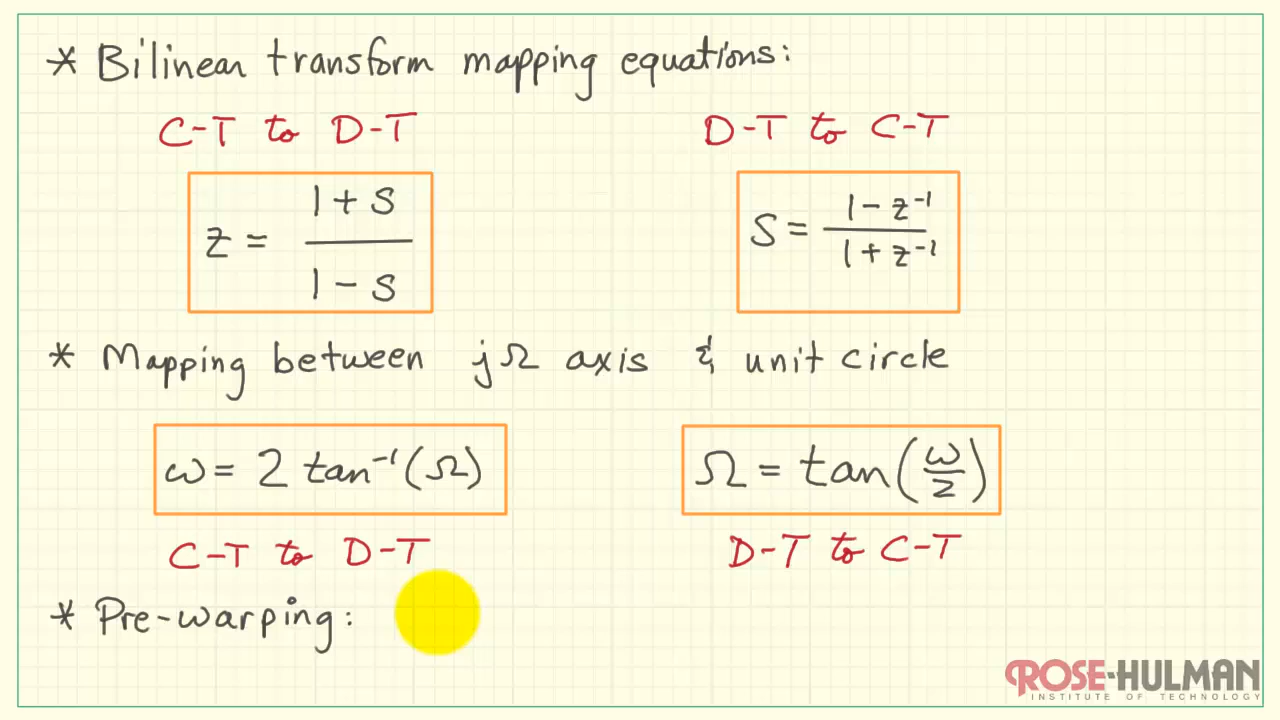 * Bilinear transform mapping equations:
C-T to D-T
D-T to C-T
z = (1 + s) / (1 - s)
s = (1 - z⁻¹) / (1 + z⁻¹)
* Mapping between jΩ axis & unit circle
ω = 2 tan⁻¹(Ω)
Ω = tan(ω/2)
C-T to D-T
D-T to C-T
* Pre-warping:
ROSE-HULMAN
INSTITUTE OF TECHNOLOGY